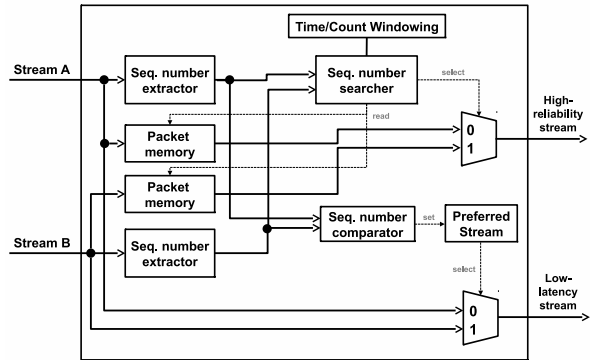 Time/Count Windowing
Stream A
Seq. number
extractor
Seq. number
searcher
select
High-
reliability
stream
read
Packet
memory
0
1
Packet
memory
Seq. number
comparator
set
Preferred
Stream
Stream B
Seq. number
extractor
select
Low-
latency
stream
0
1